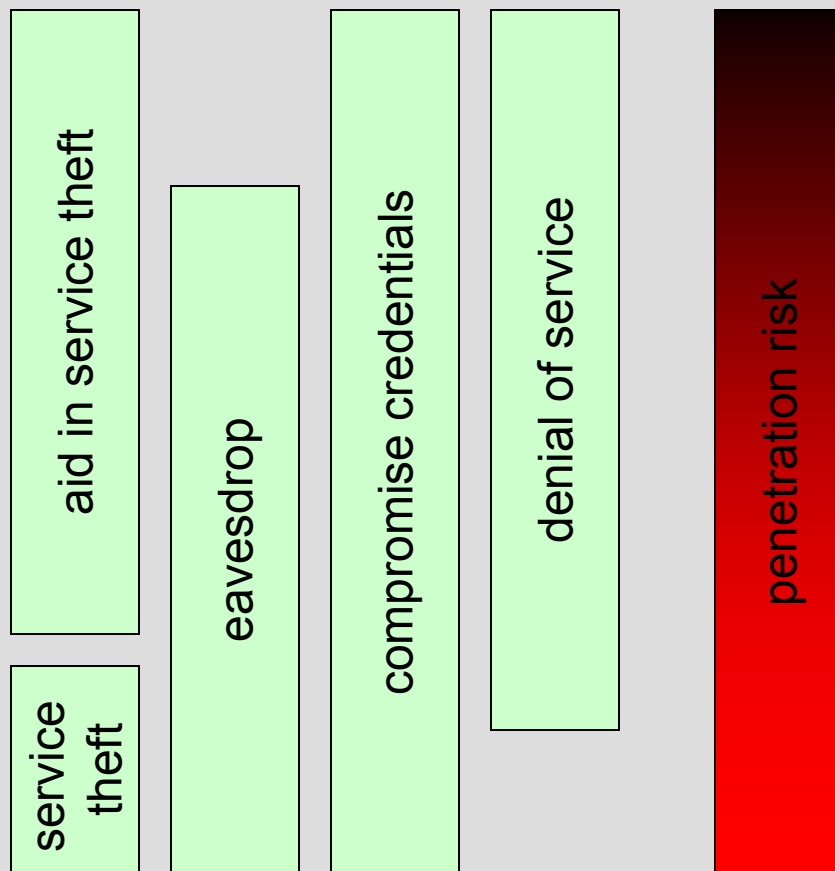 aid in service theft
service
theft
eavesdrop
compromise credentials
denial of service
penetration risk